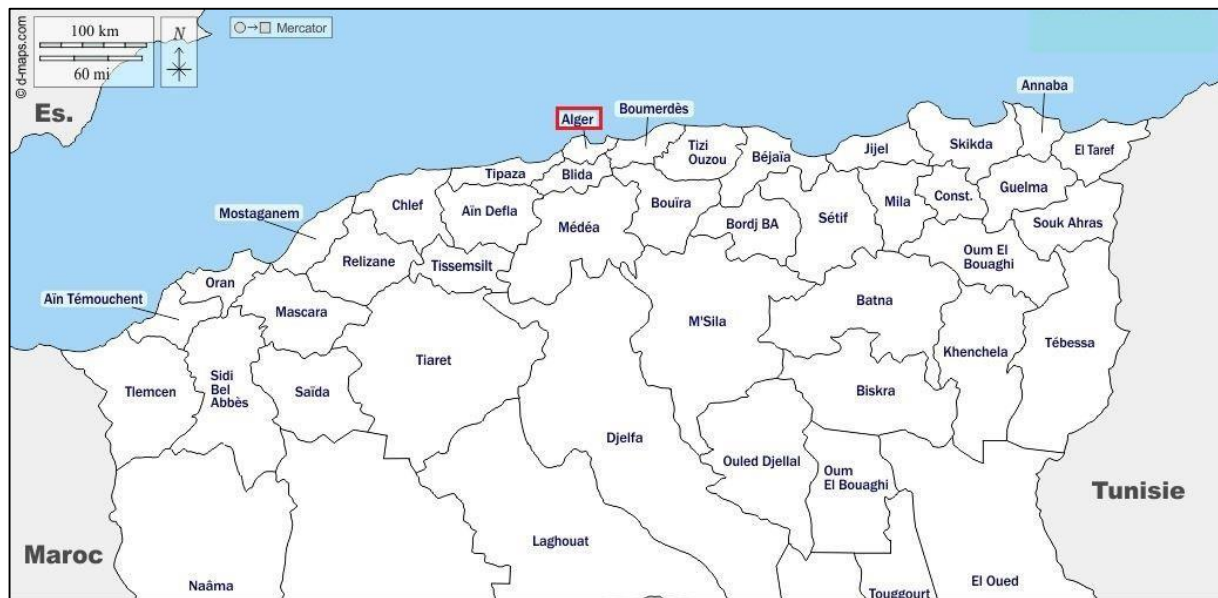 © d-maps.com
100 km
60 mi
N
Mercator
Es.
Annaba
Boumerdès
Alger
Tizi
Ouzou
Béjaïa
Jijel
Skikda
El Taref
Tipaza
Blida
Guelma
Chlef
Aïn Defla
Bouïra
Mila
Const.
Mostaganem
Médéa
Bordj BA
Sétif
Souk Ahras
Relizane
Tissemsilt
Oum El
Bouaghi
Oran
Aïn Témouchent
Mascara
Batna
M'Sila
Tiaret
Khenchela
Tébessa
Tlemcen
Sidi
Bel
Abbès
Saïda
Biskra
Djelfa
Ouled Djellal
Oum
El Bouaghi
Tunisie
Maroc
Laghouat
Naâma
Touggourt
El Oued